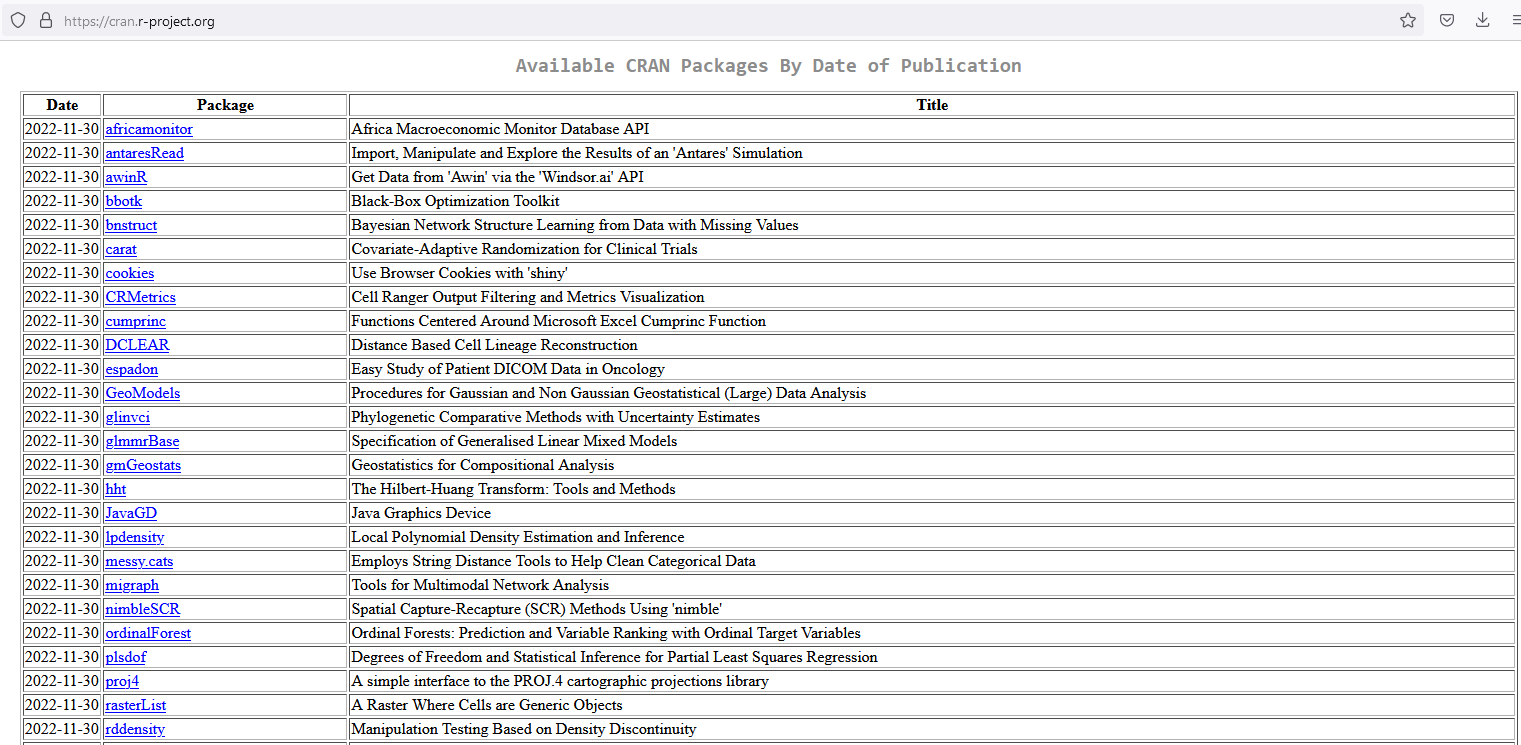 https://cran.r-project.org
Available CRAN Packages By Date of Publication
Date Package Title
2022-11-30 africamonitor Africa Macroeconomic Monitor Database API
2022-11-30 antaresRead Import, Manipulate and Explore the Results of an 'Antares' Simulation
2022-11-30 awinR Get Data from 'Awin' via the 'Windsor.ai' API
2022-11-30 bbotk Black-Box Optimization Toolkit
2022-11-30 bnstruct Bayesian Network Structure Learning from Data with Missing Values
2022-11-30 carat Covariate-Adaptive Randomization for Clinical Trials
2022-11-30 cookies Use Browser Cookies with 'shiny'
2022-11-30 CRMetrics Cell Ranger Output Filtering and Metrics Visualization
2022-11-30 cumprinc Functions Centered Around Microsoft Excel Cumprinc Function
2022-11-30 DCLEAR Distance Based Cell Lineage Reconstruction
2022-11-30 espadon Easy Study of Patient DICOM Data in Oncology
2022-11-30 GeoModels Procedures for Gaussian and Non Gaussian Geostatistical (Large) Data Analysis
2022-11-30 glinvci Phylogenetic Comparative Methods with Uncertainty Estimates
2022-11-30 glmmrBase Specification of Generalised Linear Mixed Models
2022-11-30 gmGeostats Geostatistics for Compositional Analysis
2022-11-30 hht The Hilbert-Huang Transform: Tools and Methods
2022-11-30 JavaGD Java Graphics Device
2022-11-30 lpdensity Local Polynomial Density Estimation and Inference
2022-11-30 messy.cats Employs String Distance Tools to Help Clean Categorical Data
2022-11-30 migraph Tools for Multimodal Network Analysis
2022-11-30 nimbleSCR Spatial Capture-Recapture (SCR) Methods Using 'nimble'
2022-11-30 ordinalForest Ordinal Forests: Prediction and Variable Ranking with Ordinal Target Variables
2022-11-30 plsdof Degrees of Freedom and Statistical Inference for Partial Least Squares Regression
2022-11-30 proj4 A simple interface to the PROJ.4 cartographic projections library
2022-11-30 rasterList A Raster Where Cells are Generic Objects
2022-11-30 rddensity Manipulation Testing Based on Density Discontinuity